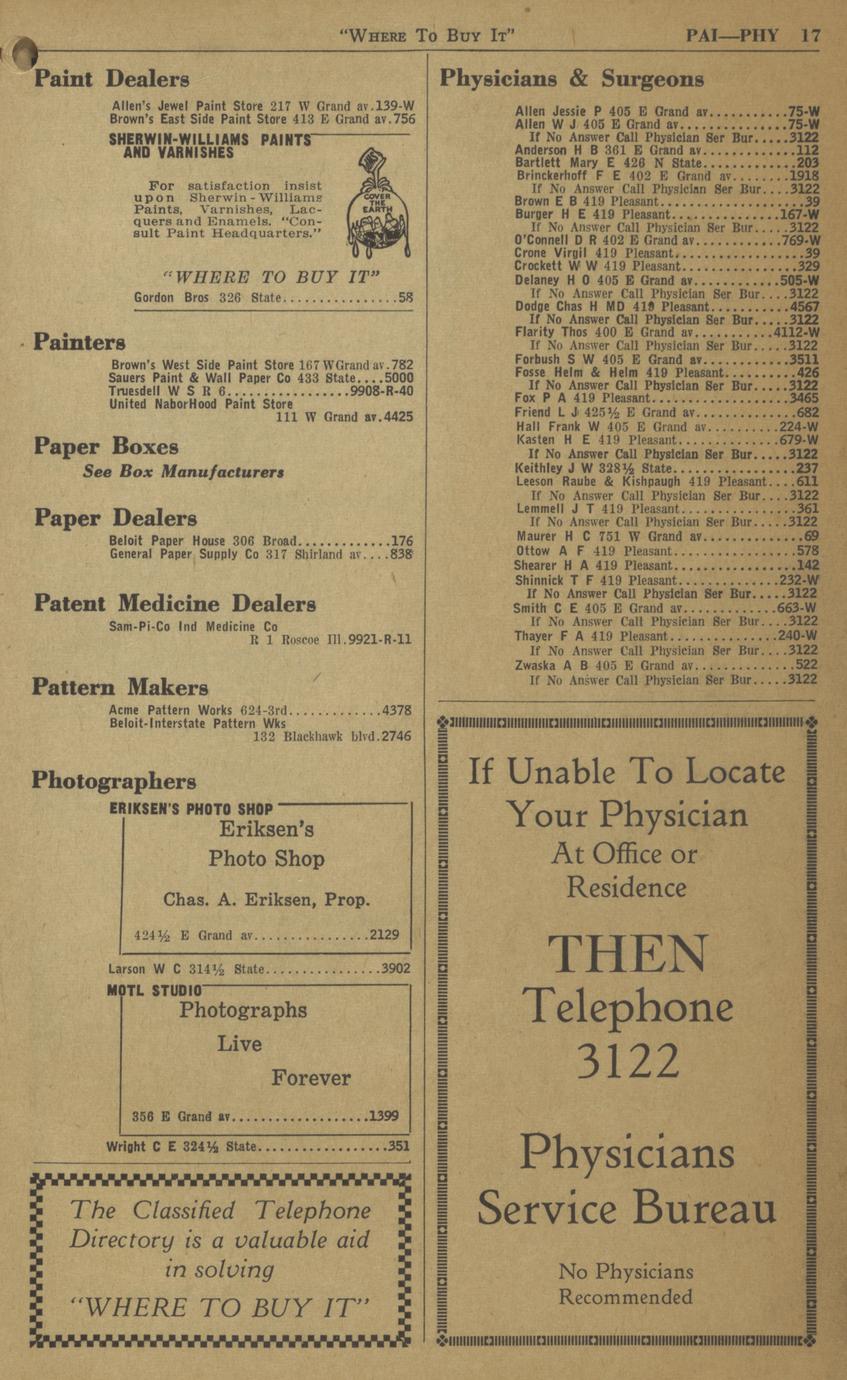 "WHERE TO BUY IT" PAI—PHY 17
Paint Dealers
Allen's Jewel Paint Store 217 W Grand av.139-W
Brown's East Side Paint Store 413 E Grand av.756
SHERWIN-WILLIAMS PAINTS
AND VARNISHES
For satisfaction insist
upon Sherwin-Williams
Paints, Varnishes, Lac-
quers and Enamels. "Con-
sult Paint Headquarters."
COVER
THE
EARTH
"WHERE TO BUY IT"
Gordon Bros 326 State................58
Painters
Brown's West Side Paint Store 167 WGrand av.782
Sauers Paint & Wall Paper Co 433 State....5000
Truesdell W S R 6.................9908-R-40
United NaborHood Paint Store
111 W Grand av.4425
Paper Boxes
See Box Manufacturers
Paper Dealers
Beloit Paper House 306 Broad.............176
General Paper Supply Co 317 Shirland av....838
Patent Medicine Dealers
Sam-Pi-Co Ind Medicine Co
R 1 Roscoe Ill.9921-R-11
Pattern Makers
Acme Pattern Works 624-3rd.............4378
Beloit-Interstate Pattern Wks
132 Blackhawk blvd.2746
Photographers
ERIKSEN'S PHOTO SHOP
Eriksen's
Photo Shop
Chas. A. Eriksen, Prop.
424½ E Grand av................2129
Larson W C 314½ State................3902
MOTL STUDIO
Photographs
Live
Forever
356 E Grand av...................1399
Wright C E 324½ State..................351
The Classified Telephone
Directory is a valuable aid
in solving
"WHERE TO BUY IT"
Physicians & Surgeons
Allen Jessie P 405 E Grand av...........75-W
Allen W J 405 E Grand av...............75-W
If No Answer Call Physician Ser Bur.....3122
Anderson H B 361 E Grand av.............112
Bartlett Mary E 426 N State.............203
Brinckerhoff F E 402 E Grand av........1918
If No Answer Call Physician Ser Bur....3122
Brown E B 419 Pleasant....................39
Burger H E 419 Pleasant...............167-W
If No Answer Call Physician Ser Bur.....3122
O'Connell D R 402 E Grand av............769-W
Crone Virgil 419 Pleasant..................39
Crockett W W 419 Pleasant................329
Delaney H O 405 E Grand av............505-W
If No Answer Call Physician Ser Bur....3122
Dodge Chas H MD 419 Pleasant...........4567
If No Answer Call Physician Ser Bur.....3122
Flarity Thos 400 E Grand av...........4112-W
If No Answer Call Physician Ser Bur.....3122
Forbush S W 405 E Grand av............3511
Fosse Helm & Helm 419 Pleasant..........426
If No Answer Call Physician Ser Bur.....3122
Fox P A 419 Pleasant...................3465
Friend L J 425½ E Grand av..............682
Hall Frank W 405 E Grand av..........224-W
Kasten H E 419 Pleasant..............679-W
If No Answer Call Physician Ser Bur.....3122
Keithley J W 328½ State.................237
Leeson Raube & Kishpaugh 419 Pleasant....611
If No Answer Call Physician Ser Bur....3122
Lemmell J T 419 Pleasant................361
If No Answer Call Physician Ser Bur.....3122
Maurer H C 751 W Grand av..............69
Ottow A F 419 Pleasant.................578
Shearer H A 419 Pleasant.................142
Shinnick T F 419 Pleasant..............232-W
If No Answer Call Physician Ser Bur.....3122
Smith C E 405 E Grand av.............663-W
If No Answer Call Physician Ser Bur....3122
Thayer F A 419 Pleasant...............240-W
If No Answer Call Physician Ser Bur.....3122
Zwaska A B 405 E Grand av..............522
If No Answer Call Physician Ser Bur.....3122
If Unable To Locate
Your Physician
At Office or
Residence
THEN
Telephone
3122
Physicians
Service Bureau
No Physicians
Recommended